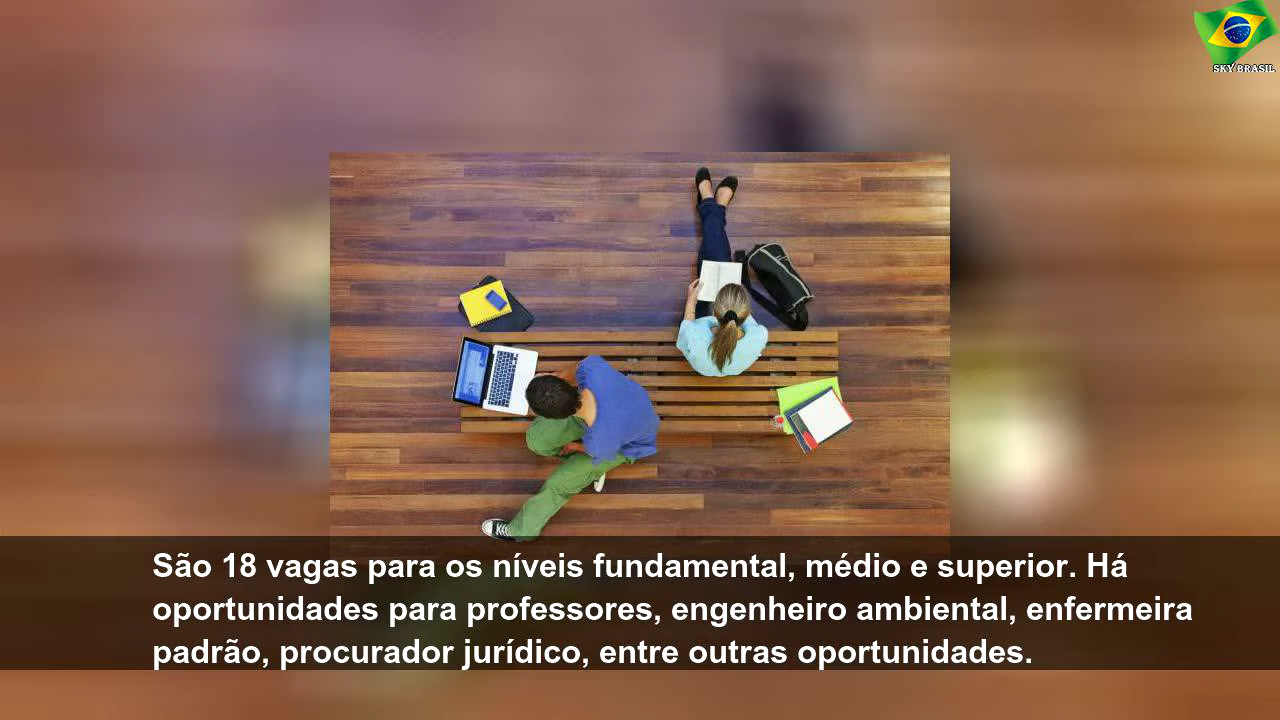 SKY BRASIL
São 18 vagas para os níveis fundamental, médio e superior. Há
oportunidades para professores, engenheiro ambiental, enfermeira
padrão, procurador jurídico, entre outras oportunidades.